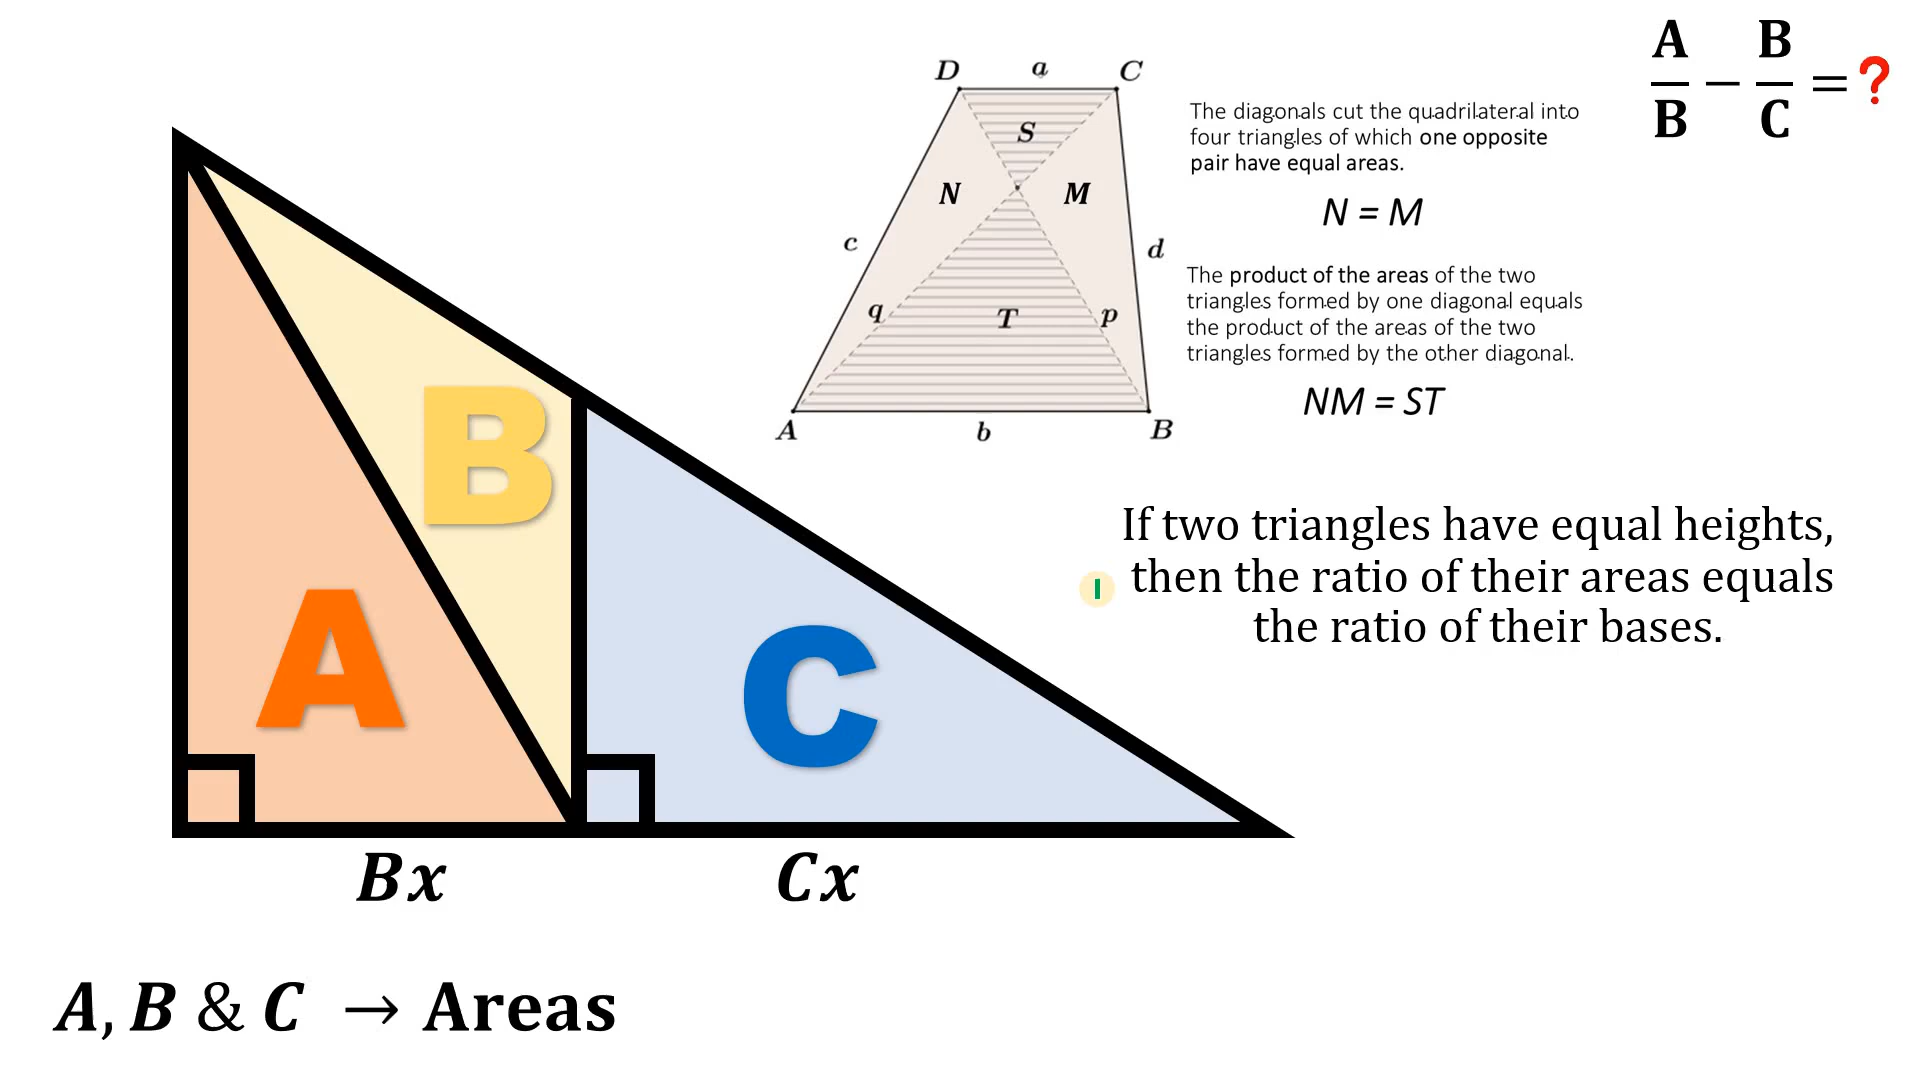 A/B − B/C = ?
D a C
S
N M
c d
q T p
A b B
The diagonals cut the quadrilateral into
four triangles of which one opposite
pair have equal areas.
N = M
The product of the areas of the two
triangles formed by one diagonal equals
the product of the areas of the two
triangles formed by the other diagonal.
NM = ST
If two triangles have equal heights,
then the ratio of their areas equals
the ratio of their bases.
B
A
C
Bx Cx
A, B & C → Areas